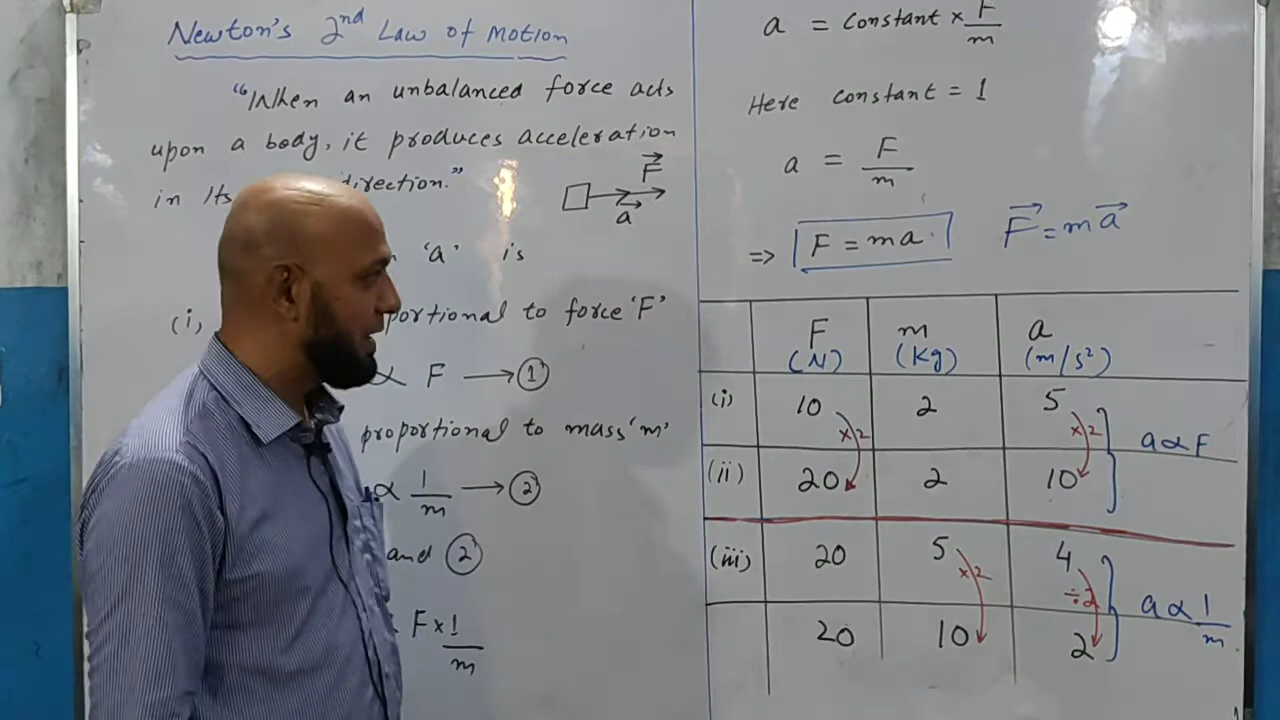 Newton's 2nd Law of Motion
"When an unbalanced force acts
upon a body, it produces acceleration
in Its direction."
F
a
'a' is
(i, portional to force 'F'
∝ F → ①
proportional to mass 'm'
∝ 1/m → ②
and ②
F × 1/m
a = Constant × F/m
Here constant = 1
a = F/m
=> F = ma. F = ma
F m a
(N) (Kg) (m/s²)
(i) 10 2 5
×2 ×2 a∝F
(ii) 20 2 10
(iii) 20 5 4
×2 ÷2 a∝1/m
20 10 2